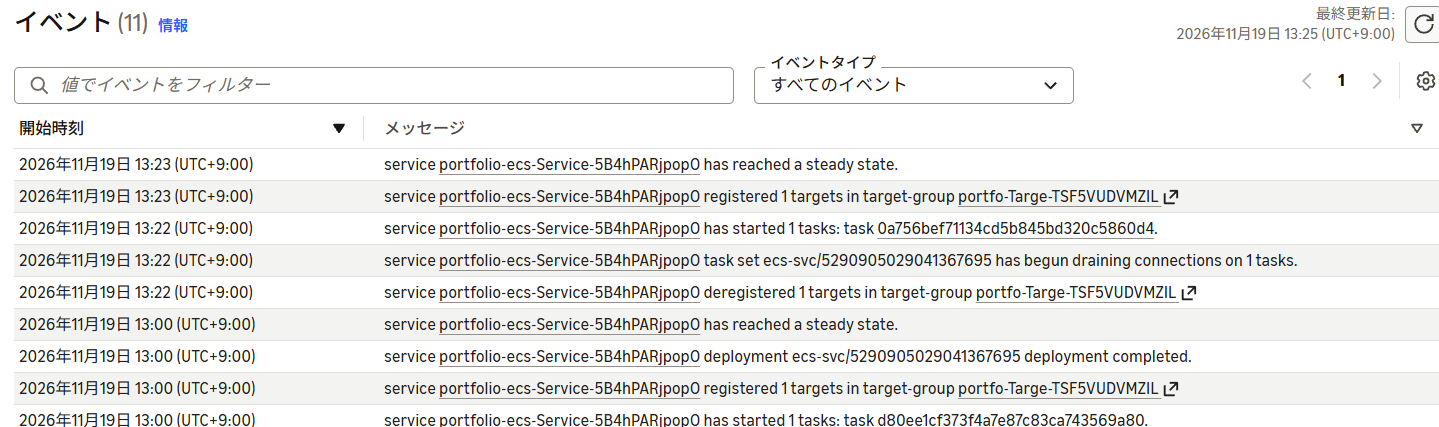 イベント (11) 情報
最終更新日:
2026年11月19日 13:25 (UTC+9:00)
値でイベントをフィルター
イベントタイプ
すべてのイベント
1
開始時刻 メッセージ
2026年11月19日 13:23 (UTC+9:00) service portfolio-ecs-Service-5B4hPARjpopO has reached a steady state.
2026年11月19日 13:23 (UTC+9:00) service portfolio-ecs-Service-5B4hPARjpopO registered 1 targets in target-group portfo-Targe-TSF5VUDVMZIL
2026年11月19日 13:22 (UTC+9:00) service portfolio-ecs-Service-5B4hPARjpopO has started 1 tasks: task 0a756bef71134cd5b845bd320c5860d4.
2026年11月19日 13:22 (UTC+9:00) service portfolio-ecs-Service-5B4hPARjpopO task set ecs-svc/5290905029041367695 has begun draining connections on 1 tasks.
2026年11月19日 13:22 (UTC+9:00) service portfolio-ecs-Service-5B4hPARjpopO deregistered 1 targets in target-group portfo-Targe-TSF5VUDVMZIL
2026年11月19日 13:00 (UTC+9:00) service portfolio-ecs-Service-5B4hPARjpopO has reached a steady state.
2026年11月19日 13:00 (UTC+9:00) service portfolio-ecs-Service-5B4hPARjpopO deployment ecs-svc/5290905029041367695 deployment completed.
2026年11月19日 13:00 (UTC+9:00) service portfolio-ecs-Service-5B4hPARjpopO registered 1 targets in target-group portfo-Targe-TSF5VUDVMZIL
2026年11月19日 13:00 (UTC+9:00) service portfolio-ecs-Service-5B4hPARjpopO has started 1 tasks: task d80ee1cf373f4a7e87c83ca743569a80.